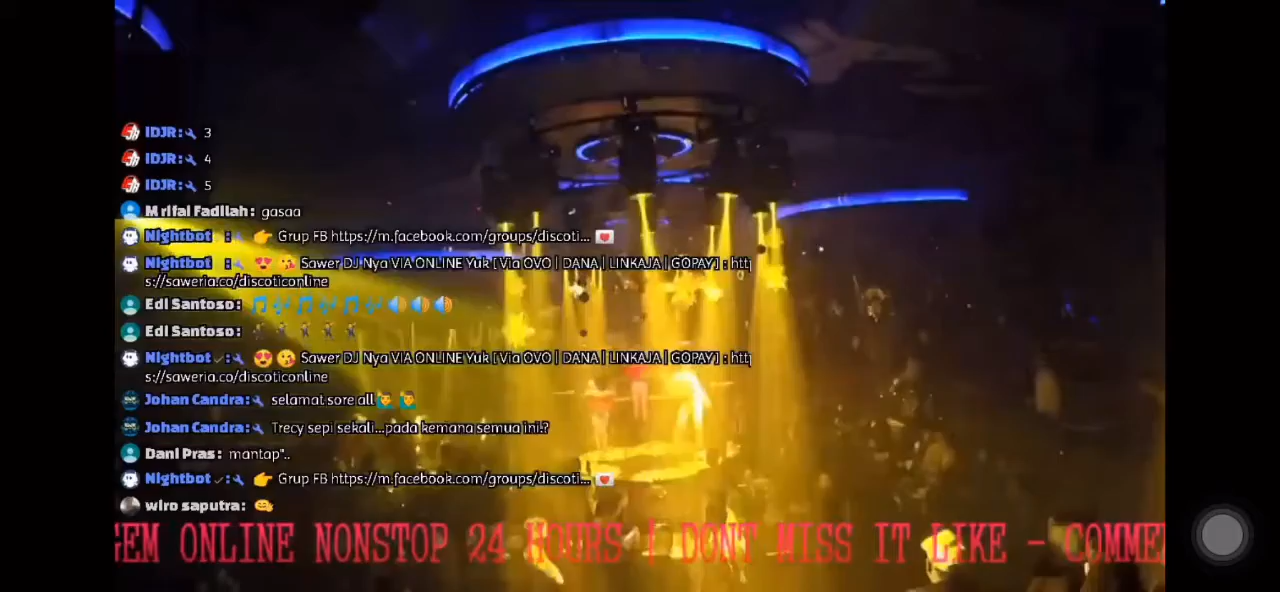 IDJR: 3
IDJR: 4
IDJR: 5
M rifai Fadilah: gasaa
Nightbot : 👉 Grup FB https://m.facebook.com/groups/discoti... 💌
Nightbot : 😍 😘 Sawer DJ Nya VIA ONLINE Yuk [ Via OVO | DANA | LINKAJA | GOPAY] : http
s://saweria.co/discoticonline
Edi Santoso: 🎵🎶🎵🎶🎵🎶🔊🔊🔊
Edi Santoso: 🕺🕺🕺🕺🕺
Nightbot : 😍 😘 Sawer DJ Nya VIA ONLINE Yuk [ Via OVO | DANA | LINKAJA | GOPAY] : http
s://saweria.co/discoticonline
Johan Candra: selamat sore all 🙋‍♂️ 🙋‍♂️
Johan Candra: Trecy sepi sekali...pada kemana semua ini.?
Dani Pras: mantap"..
Nightbot : 👉 Grup FB https://m.facebook.com/groups/discoti... 💌
wiro saputra: 🤗
GEM ONLINE NONSTOP 24 HOURS | DONT MISS IT LIKE - COMME